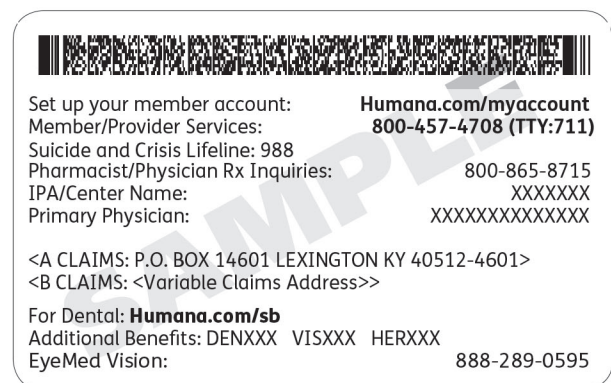 Set up your member account: Humana.com/myaccount
Member/Provider Services: 800-457-4708 (TTY:711)
Suicide and Crisis Lifeline: 988
Pharmacist/Physician Rx Inquiries: 800-865-8715
IPA/Center Name: XXXXXXX
Primary Physician: XXXXXXXXXXXXXX
<A CLAIMS: P.O. BOX 14601 LEXINGTON KY 40512-4601>
<B CLAIMS: <Variable Claims Address>>
For Dental: Humana.com/sb
Additional Benefits: DENXXX VISXXX HERXXX
EyeMed Vision: 888-289-0595
SAMPLE